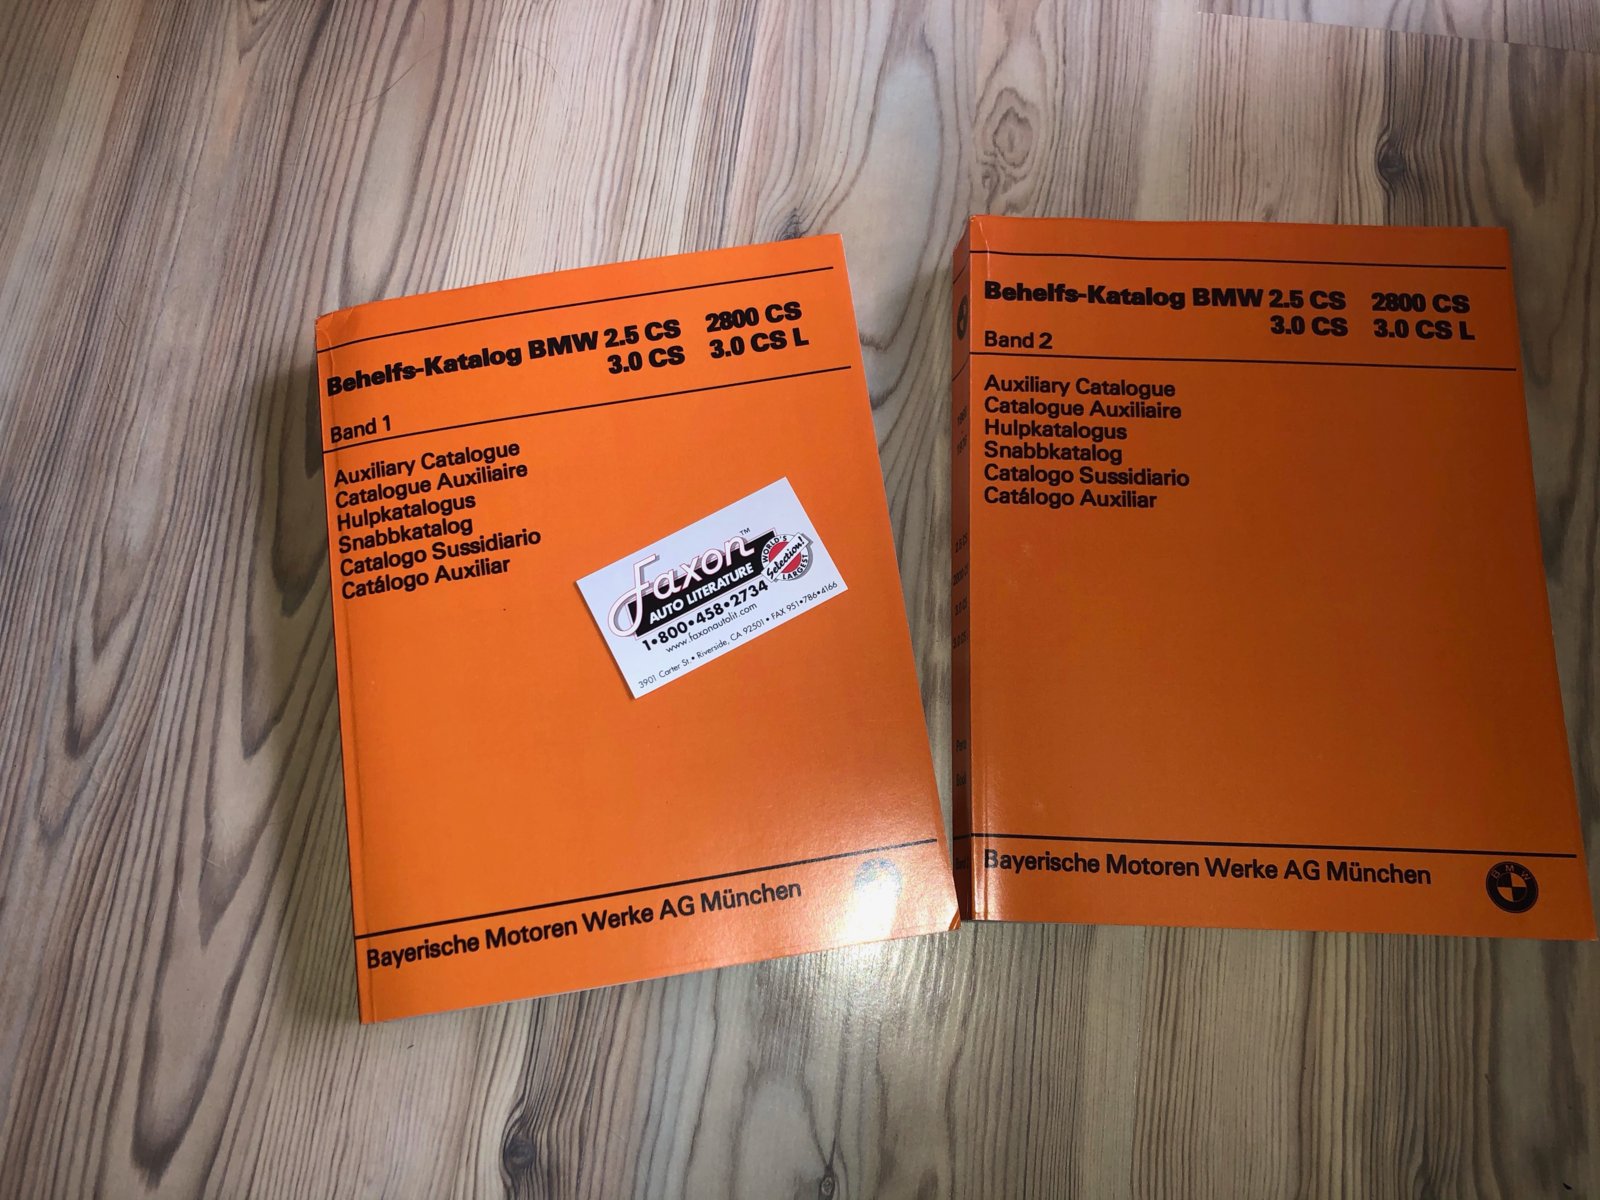 Behelfs-Katalog BMW 2.5 CS 2800 CS
3.0 CS 3.0 CS L
Band 1
Auxiliary Catalogue
Catalogue Auxiliaire
Hulpkatalogus
Snabbkatalog
Catalogo Sussidiario
Catálogo Auxiliar
Faxon™
AUTO LITERATURE
WORLD'S
Selection!
LARGEST
1•800•458•2734
www.faxonautolit.com
3901 Carter St. • Riverside, CA 92501 • FAX 951•786•4166
Bayerische Motoren Werke AG München
Behelfs-Katalog BMW 2.5 CS 2800 CS
3.0 CS 3.0 CS L
Band 2
Auxiliary Catalogue
Catalogue Auxiliaire
Hulpkatalogus
Snabbkatalog
Catalogo Sussidiario
Catálogo Auxiliar
Bayerische Motoren Werke AG München
BMW